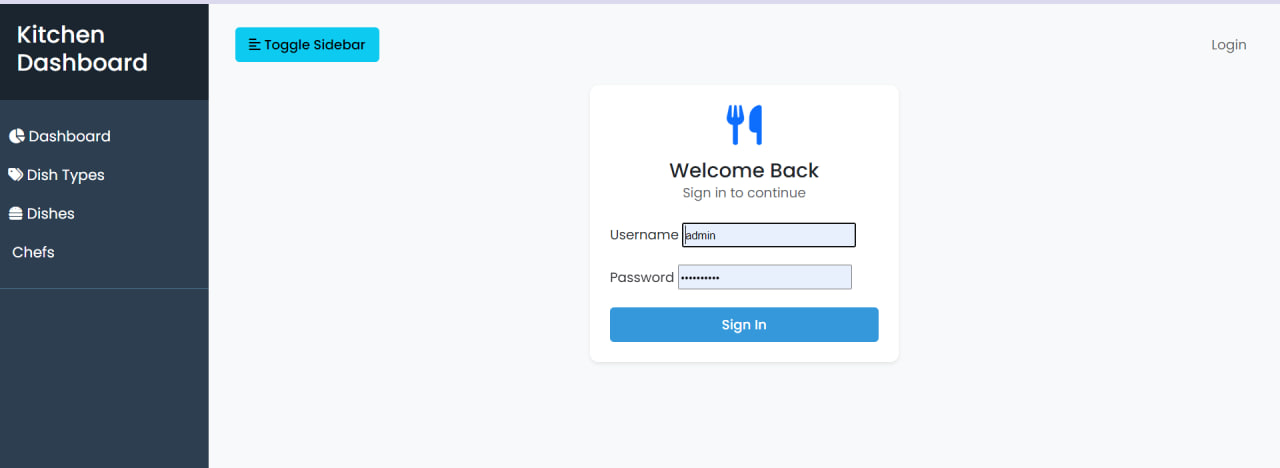 Kitchen
Dashboard
Dashboard
Dish Types
Dishes
Chefs
Toggle Sidebar
Login
Welcome Back
Sign in to continue
Username admin
Password ••••••••••
Sign In